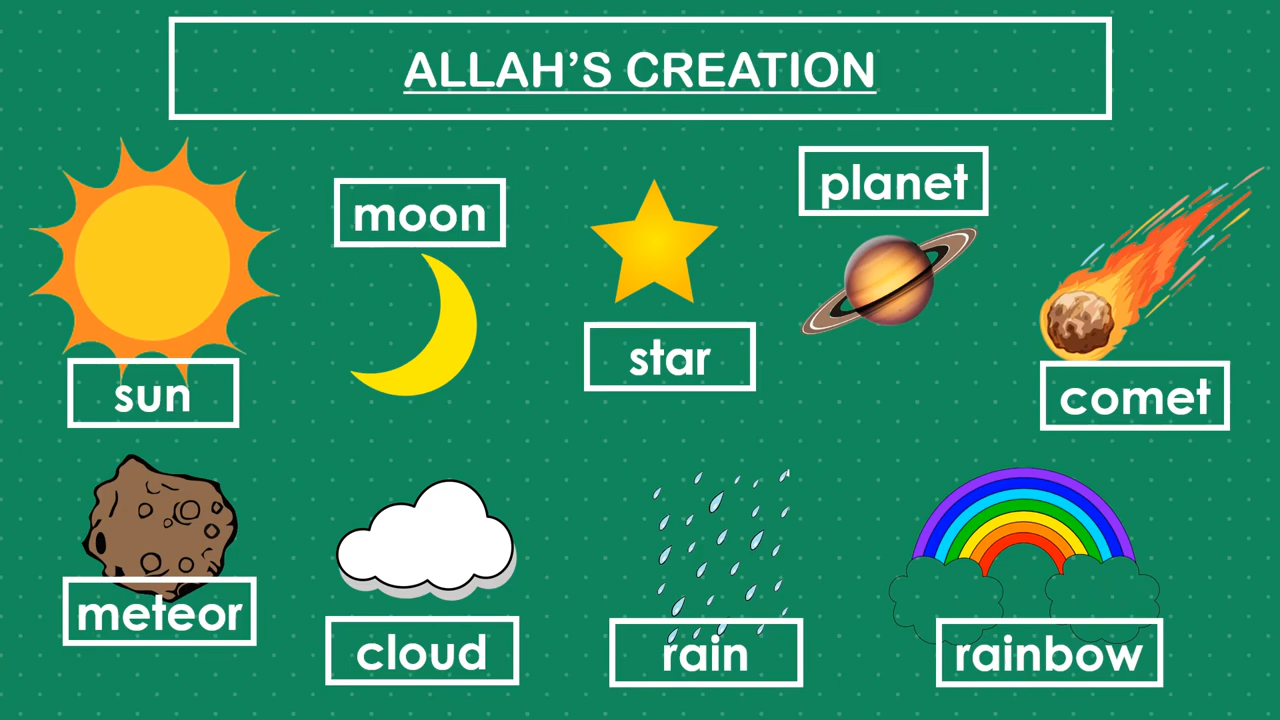 ALLAH’S CREATION
sun
moon
star
planet
comet
meteor
cloud
rain
rainbow